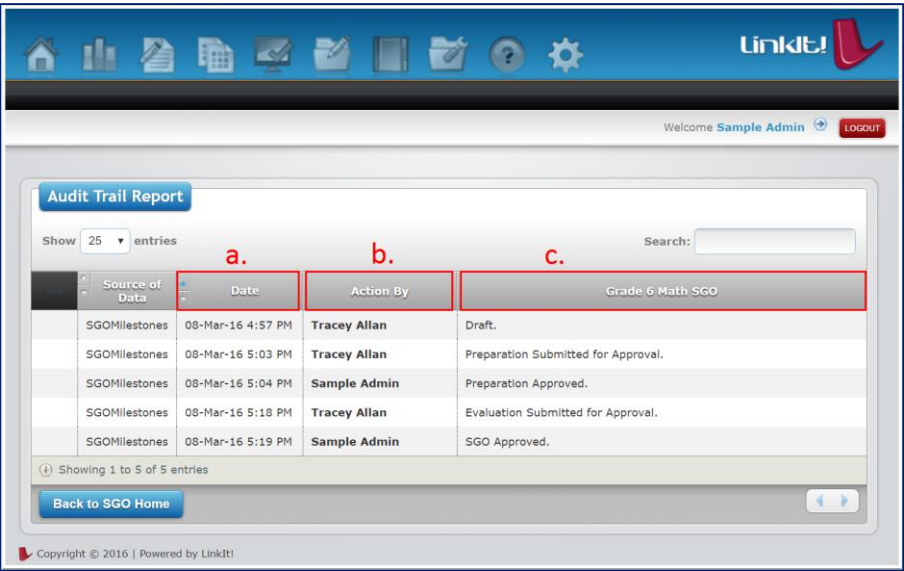 LinkIt!
Welcome Sample Admin LOGOUT
Audit Trail Report
Show 25 entries Search:
a. b. c.
Source of Data Date Action By Grade 6 Math SGO
SGOMilestones 08-Mar-16 4:57 PM Tracey Allan Draft.
SGOMilestones 08-Mar-16 5:03 PM Tracey Allan Preparation Submitted for Approval.
SGOMilestones 08-Mar-16 5:04 PM Sample Admin Preparation Approved.
SGOMilestones 08-Mar-16 5:18 PM Tracey Allan Evaluation Submitted for Approval.
SGOMilestones 08-Mar-16 5:19 PM Sample Admin SGO Approved.
Showing 1 to 5 of 5 entries
Back to SGO Home
Copyright © 2016 | Powered by LinkIt!